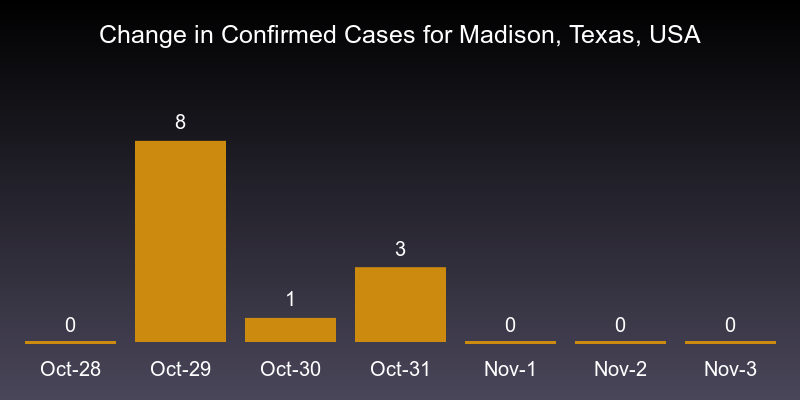 Change in Confirmed Cases for Madison, Texas, USA
8
3
1
0 0 0 0
Oct-28 Oct-29 Oct-30 Oct-31 Nov-1 Nov-2 Nov-3